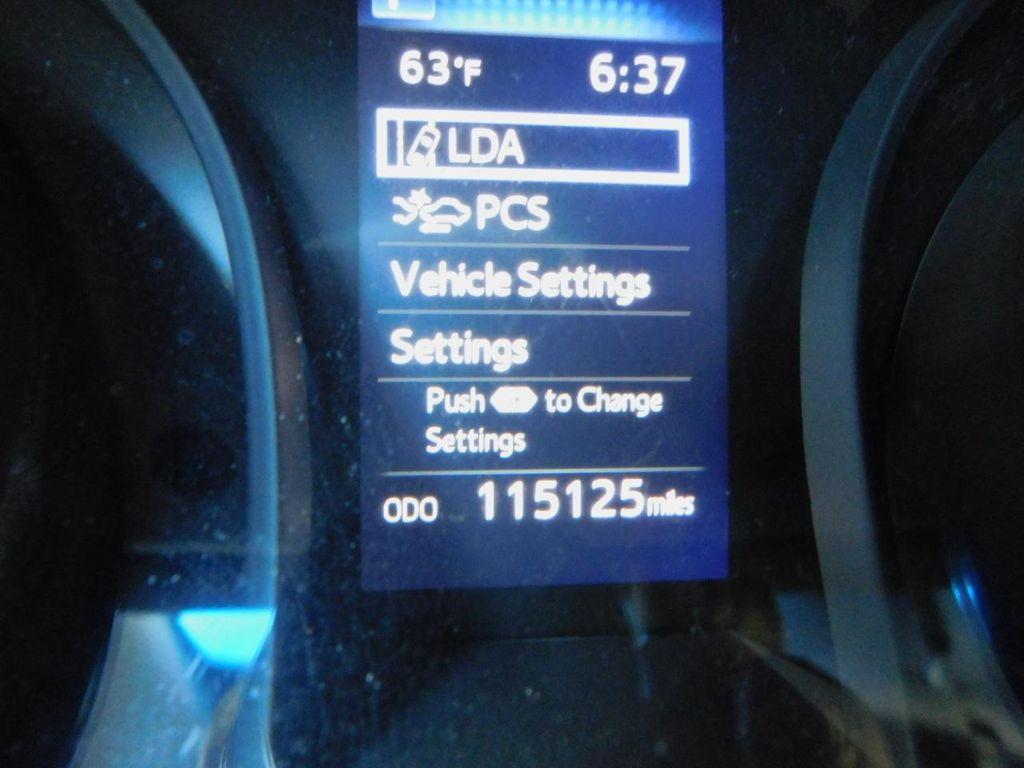 63°F 6:37
LDA
PCS
Vehicle Settings
Settings
Push to Change
Settings
ODO 115125 miles